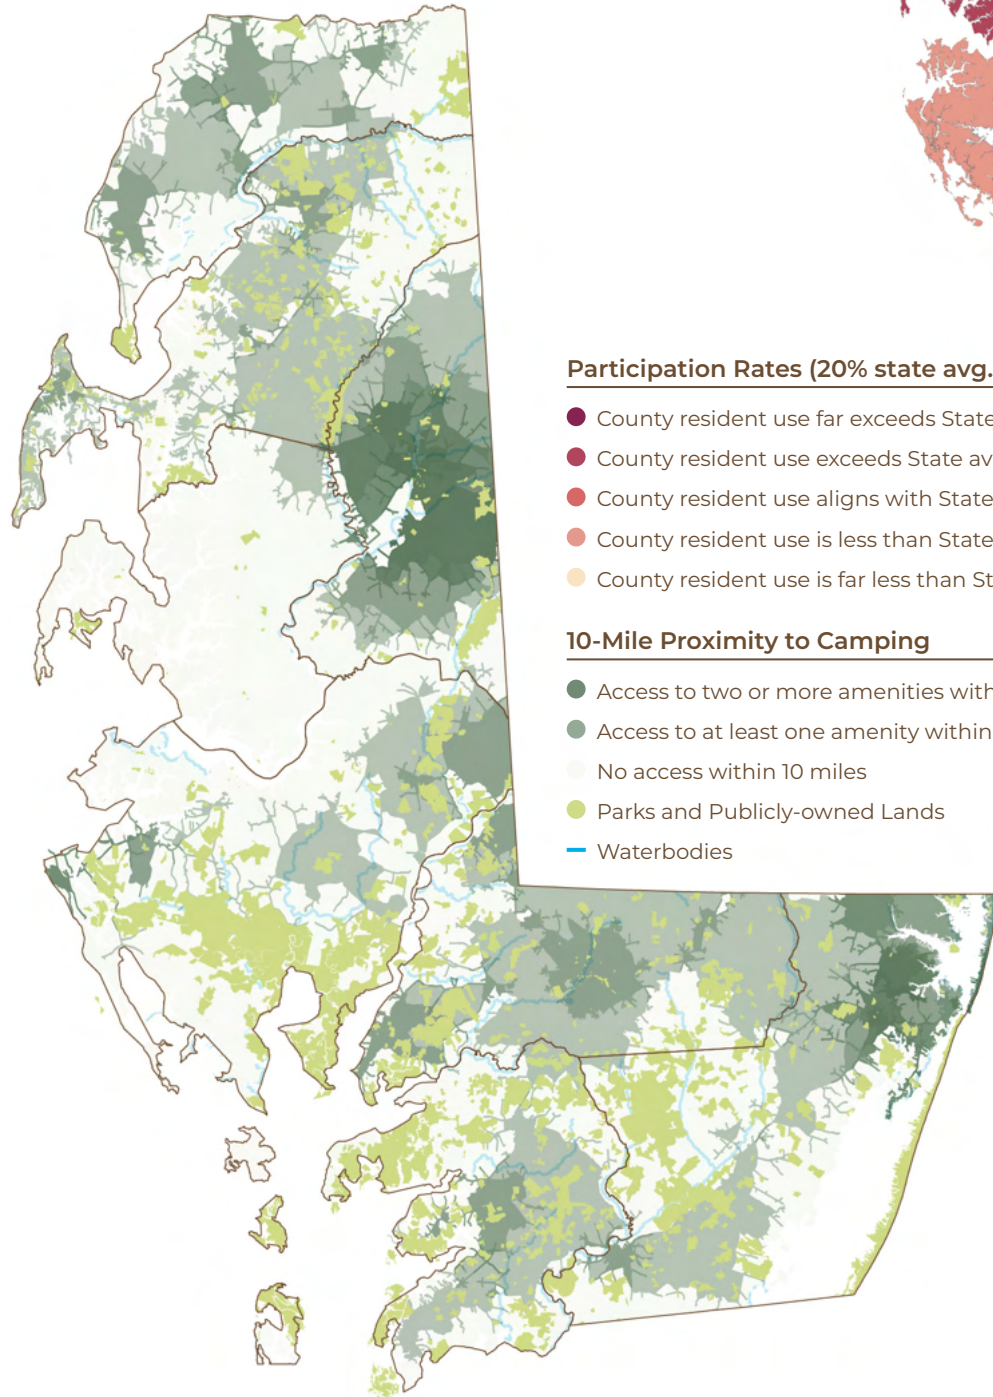 Participation Rates (20% state avg.
County resident use far exceeds State
County resident use exceeds State av
County resident use aligns with State
County resident use is less than State
County resident use is far less than St
10-Mile Proximity to Camping
Access to two or more amenities with
Access to at least one amenity within
No access within 10 miles
Parks and Publicly-owned Lands
Waterbodies